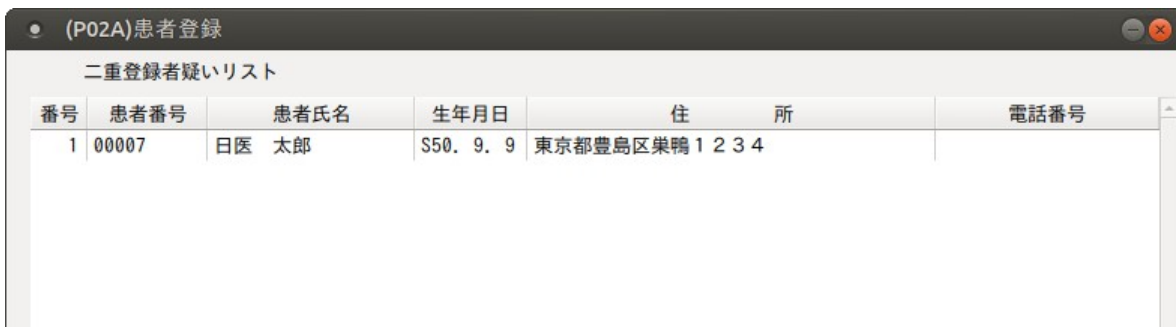 (P02A)患者登録
二重登録者疑いリスト
番号 患者番号 患者氏名 生年月日 住 所 電話番号
1 00007 日医 太郎 S50. 9. 9 東京都豊島区巣鴨１２３４